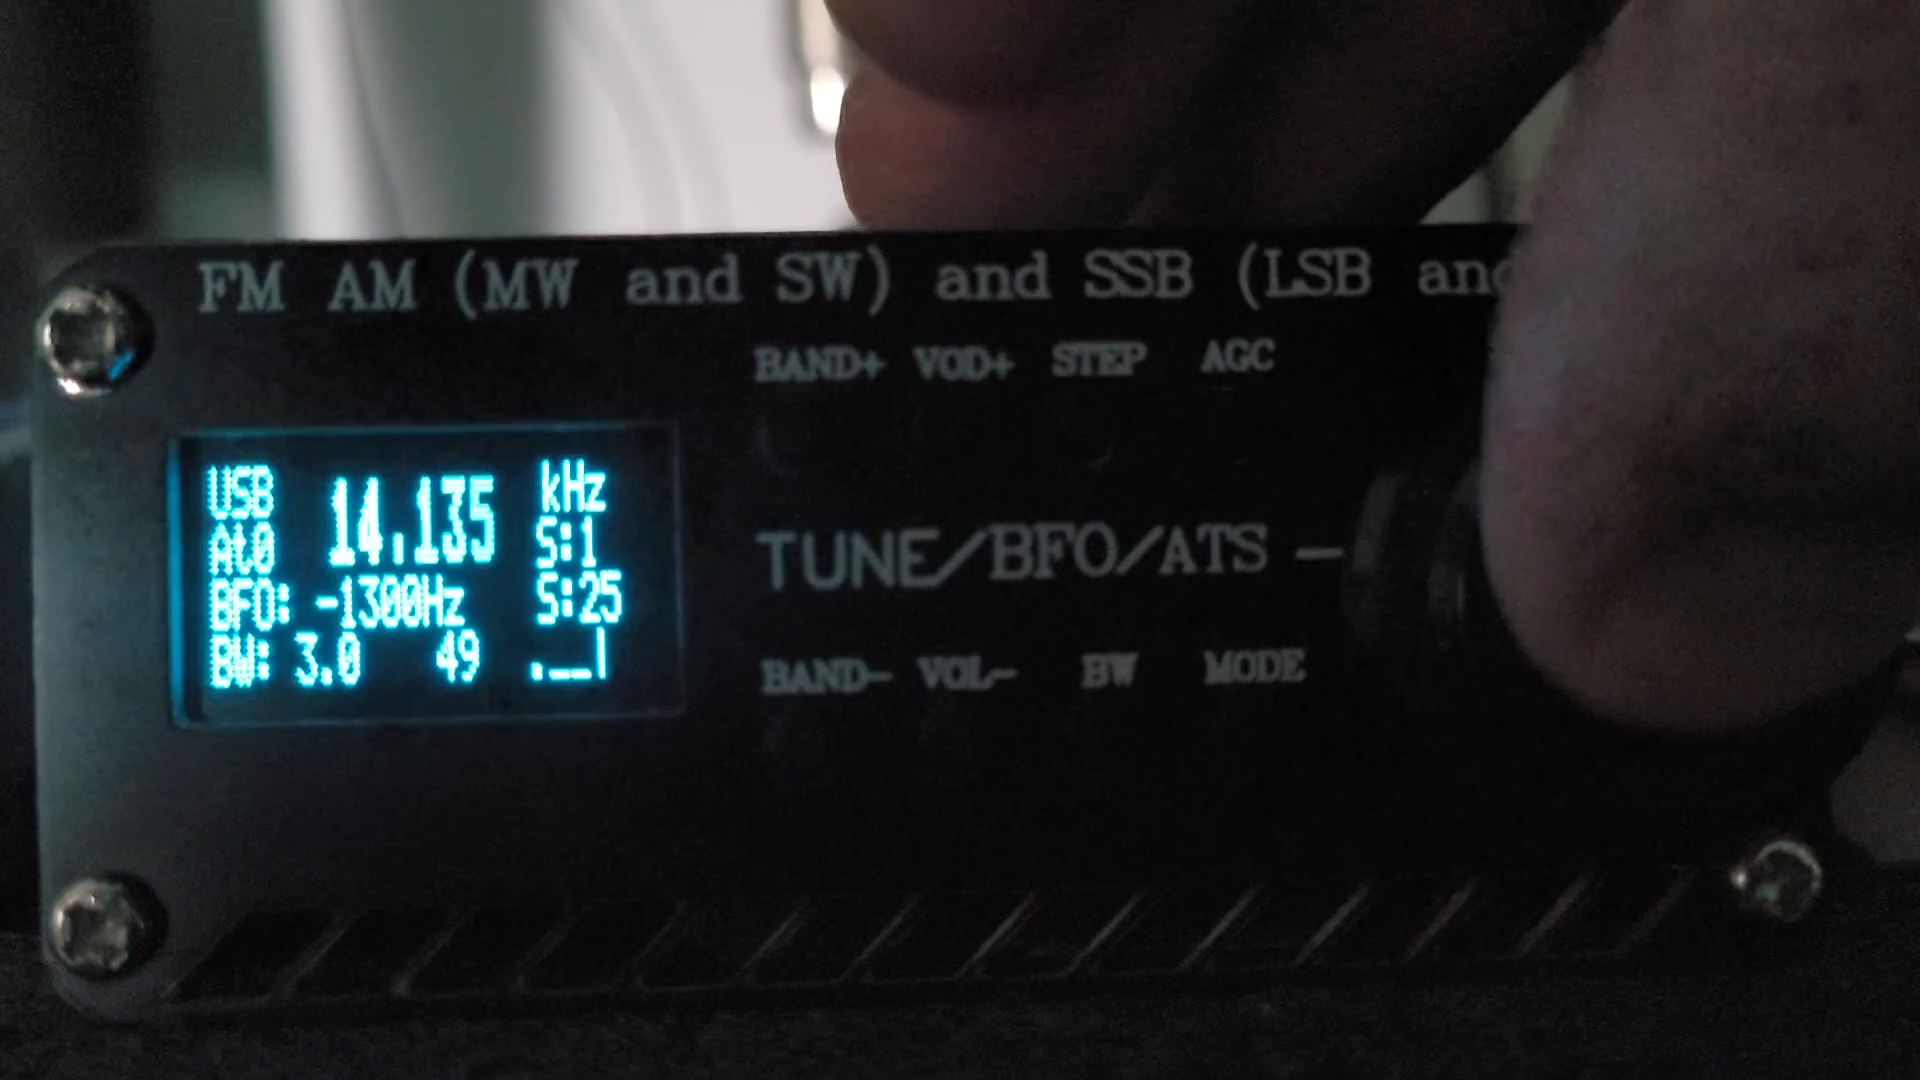 FM AM (MW and SW) and SSB (LSB and
BAND+ VOD+ STEP AGC
USB 14.135 kHz
At0 S:1
BFO: -1300Hz S:25
BW: 3.0 49
TUNE/BFO/ATS —
BAND- VOL- BW MODE